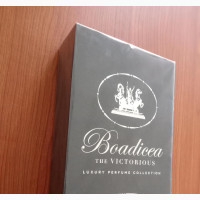 Boadicea
THE VICTORIOUS
LUXURY PERFUME COLLECTION